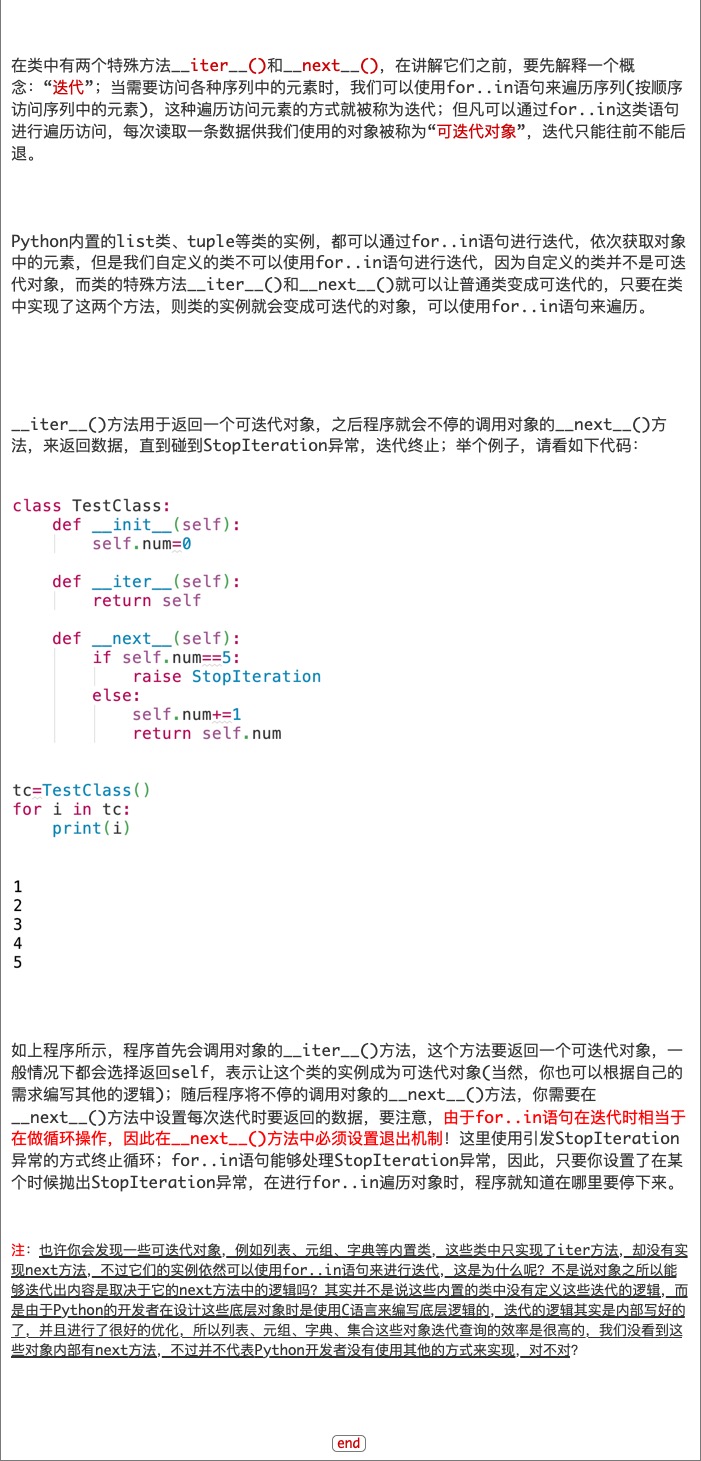 在类中有两个特殊方法__iter__()和__next__()，在讲解它们之前，要先解释一个概
念：“迭代”；当需要访问各种序列中的元素时，我们可以使用for..in语句来遍历序列(按顺序
访问序列中的元素)，这种遍历访问元素的方式就被称为迭代；但凡可以通过for..in这类语句
进行遍历访问，每次读取一条数据供我们使用的对象被称为“可迭代对象”，迭代只能往前不能后
退。
Python内置的list类、tuple等类的实例，都可以通过for..in语句进行迭代，依次获取对象
中的元素，但是我们自定义的类不可以使用for..in语句进行迭代，因为自定义的类并不是可迭
代对象，而类的特殊方法__iter__()和__next__()就可以让普通类变成可迭代的，只要在类
中实现了这两个方法，则类的实例就会变成可迭代的对象，可以使用for..in语句来遍历。
__iter__()方法用于返回一个可迭代对象，之后程序就会不停的调用对象的__next__()方
法，来返回数据，直到碰到StopIteration异常，迭代终止；举个例子，请看如下代码：
class TestClass:
    def __init__(self):
        self.num=0
    def __iter__(self):
        return self
    def __next__(self):
        if self.num==5:
            raise StopIteration
        else:
            self.num+=1
            return self.num
tc=TestClass()
for i in tc:
    print(i)
1
2
3
4
5
如上程序所示，程序首先会调用对象的__iter__()方法，这个方法要返回一个可迭代对象，一
般情况下都会选择返回self，表示让这个类的实例成为可迭代对象(当然，你也可以根据自己的
需求编写其他的逻辑)；随后程序将不停的调用对象的__next__()方法，你需要在
__next__()方法中设置每次迭代时要返回的数据，要注意，由于for..in语句在迭代时相当于
在做循环操作，因此在__next__()方法中必须设置退出机制！这里使用引发StopIteration
异常的方式终止循环；for..in语句能够处理StopIteration异常，因此，只要你设置了在某
个时候抛出StopIteration异常，在进行for..in遍历对象时，程序就知道在哪里要停下来。
注：也许你会发现一些可迭代对象，例如列表、元组、字典等内置类，这些类中只实现了iter方法，却没有实
现next方法，不过它们的实例依然可以使用for..in语句来进行迭代，这是为什么呢？不是说对象之所以能
够迭代出内容是取决于它的next方法中的逻辑吗？其实并不是说这些内置的类中没有定义这些迭代的逻辑，而
是由于Python的开发者在设计这些底层对象时是使用C语言来编写底层逻辑的，迭代的逻辑其实是内部写好的
了，并且进行了很好的优化，所以列表、元组、字典、集合这些对象迭代查询的效率是很高的，我们没看到这
些对象内部有next方法，不过并不代表Python开发者没有使用其他的方式来实现，对不对？
end